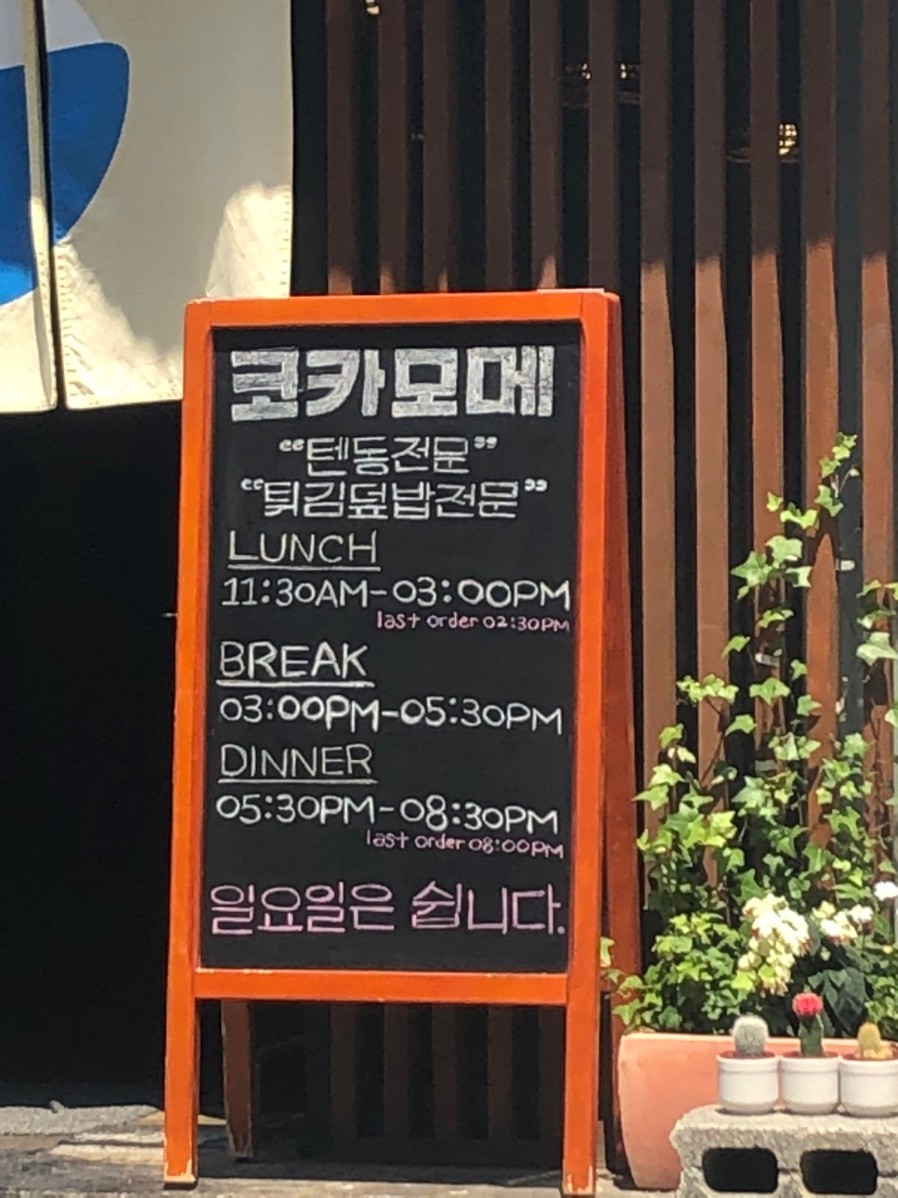 코카모메
"텐동전문"
"튀김덮밥전문"
LUNCH
11:30AM-03:00PM
last order 02:30PM
BREAK
03:00PM-05:30PM
DINNER
05:30PM-08:30PM
last order 08:00PM
일요일은 쉽니다.